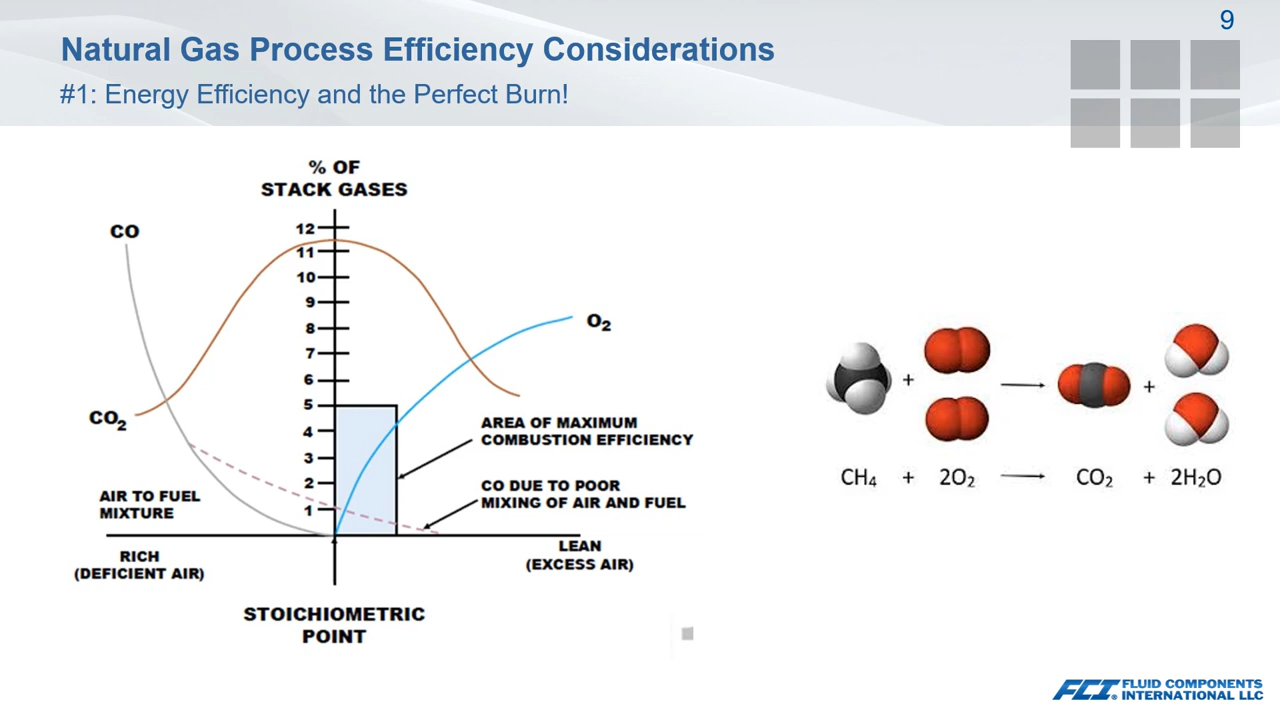 9
Natural Gas Process Efficiency Considerations
#1: Energy Efficiency and the Perfect Burn!
% OF
STACK GASES
12
11
10
9
8
7
6
5
4
3
2
1
CO
CO₂
O₂
AREA OF MAXIMUM
COMBUSTION EFFICIENCY
CO DUE TO POOR
MIXING OF AIR AND FUEL
AIR TO FUEL
MIXTURE
RICH
(DEFICIENT AIR)
LEAN
(EXCESS AIR)
STOICHIOMETRIC
POINT
+ +
CH₄ + 2O₂ → CO₂ + 2H₂O
FCI® FLUID COMPONENTS
INTERNATIONAL LLC